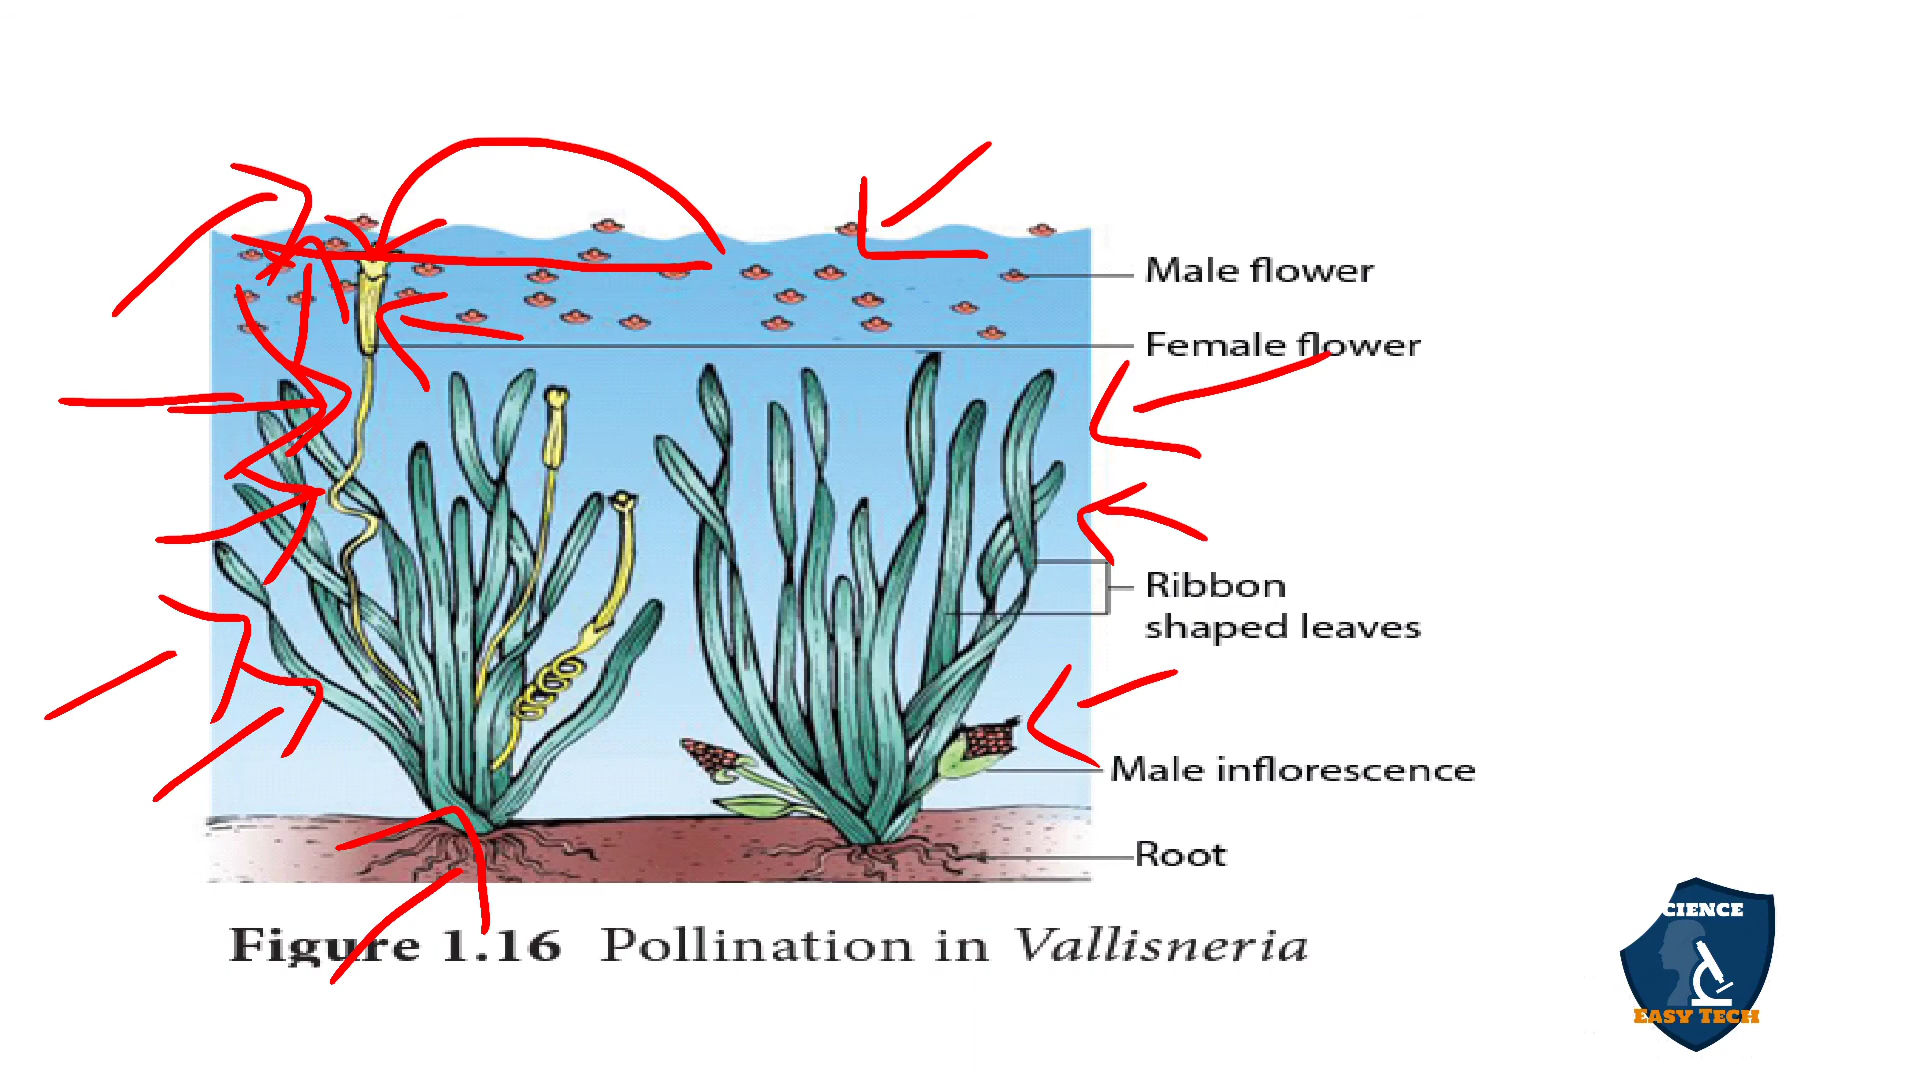 Male flower
Female flower
Ribbon
shaped leaves
Male inflorescence
Root
Figure 1.16 Pollination in Vallisneria
CIENCE
EASY TECH